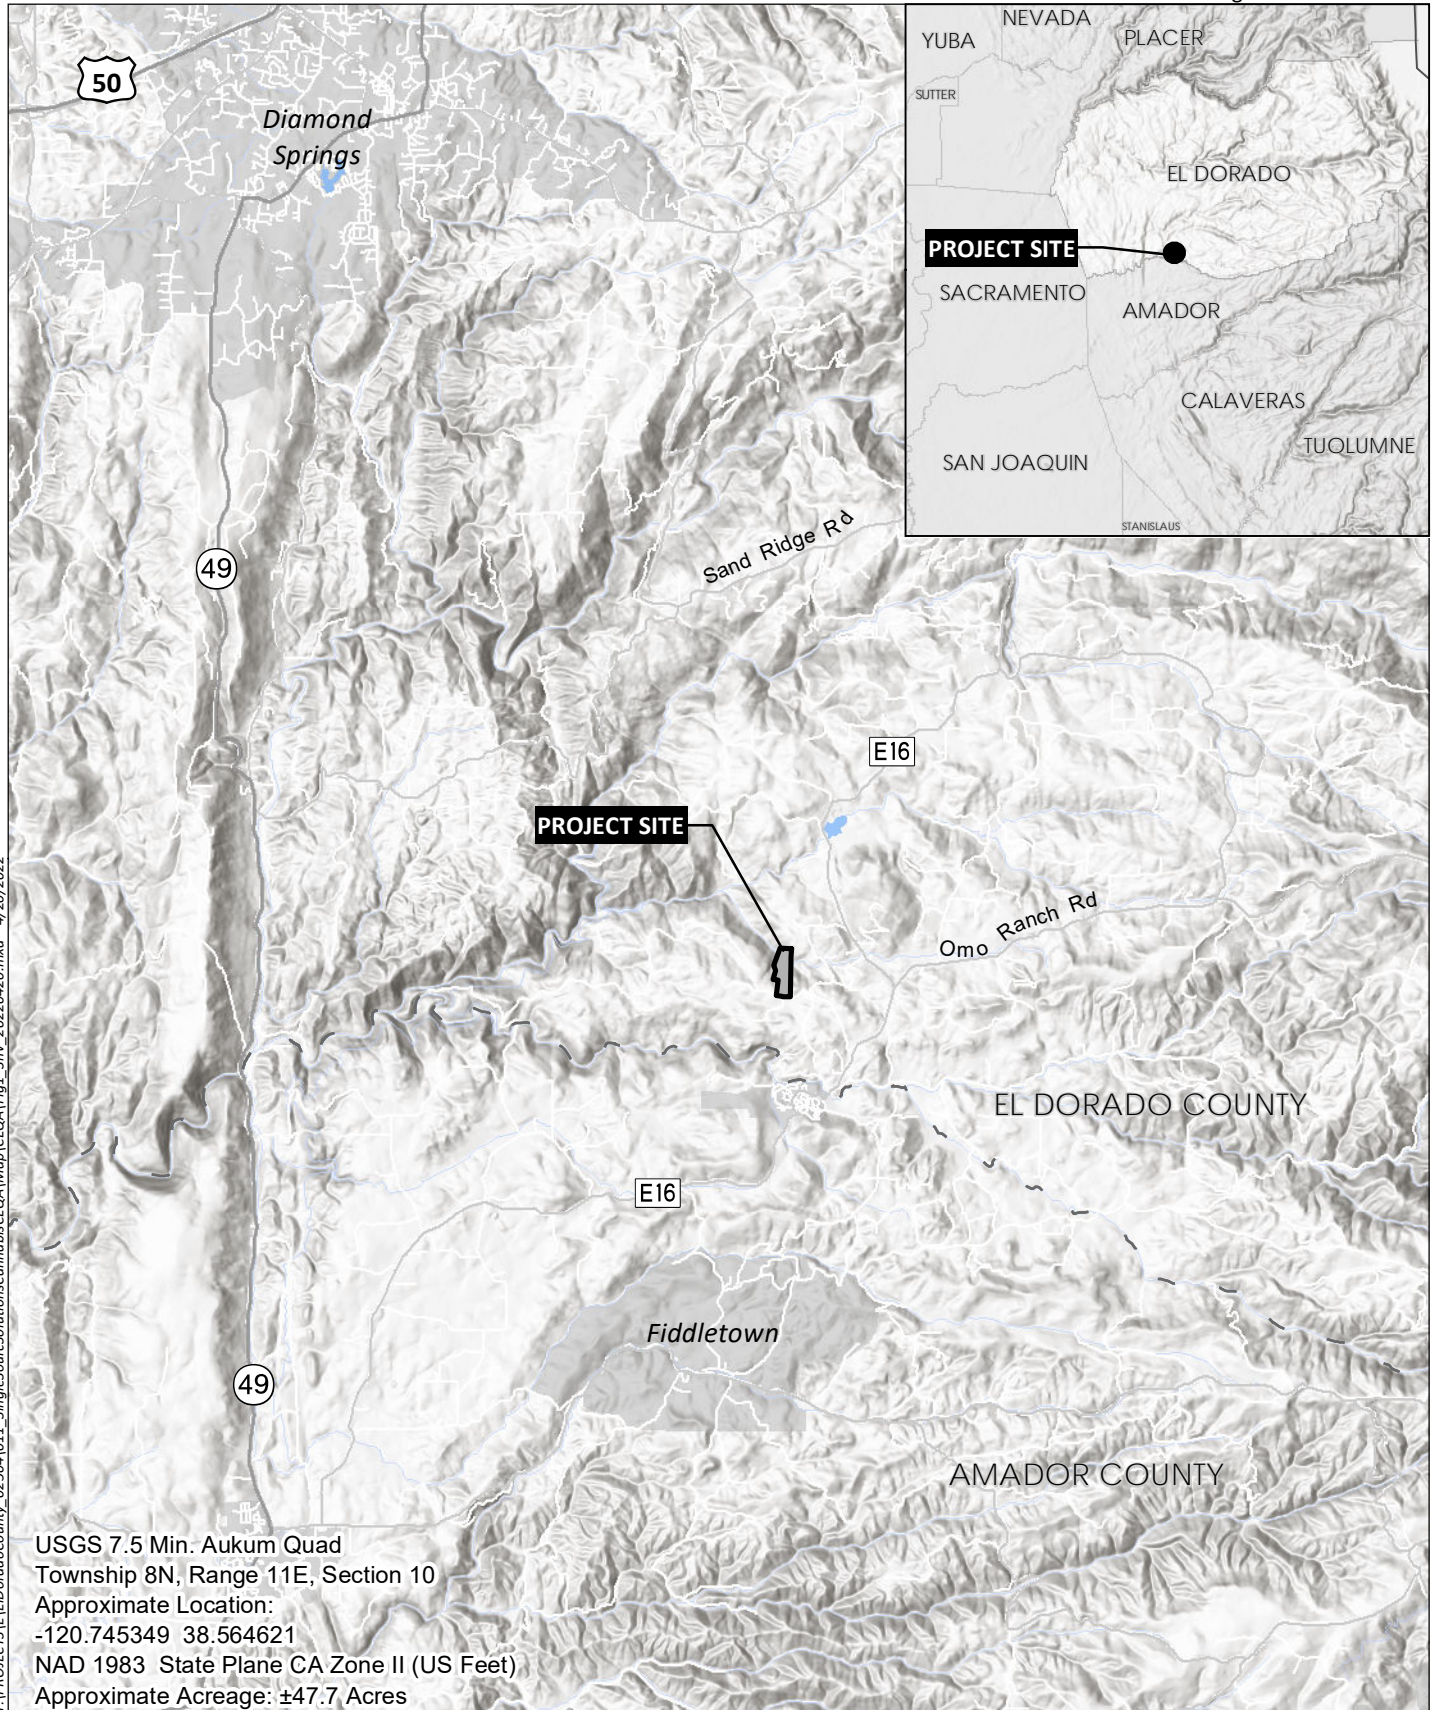 50
Diamond
Springs
NEVADA
YUBA
PLACER
SUTTER
EL DORADO
PROJECT SITE
SACRAMENTO
AMADOR
CALAVERAS
TUOLUMNE
SAN JOAQUIN
STANISLAUS
Sand Ridge Rd
49
E16
PROJECT SITE
Omo Ranch Rd
EL DORADO COUNTY
E16
Fiddletown
49
AMADOR COUNTY
USGS 7.5 Min. Aukum Quad
Township 8N, Range 11E, Section 10
Approximate Location:
-120.745349 38.564621
NAD 1983 State Plane CA Zone II (US Feet)
Approximate Acreage: ±47.7 Acres